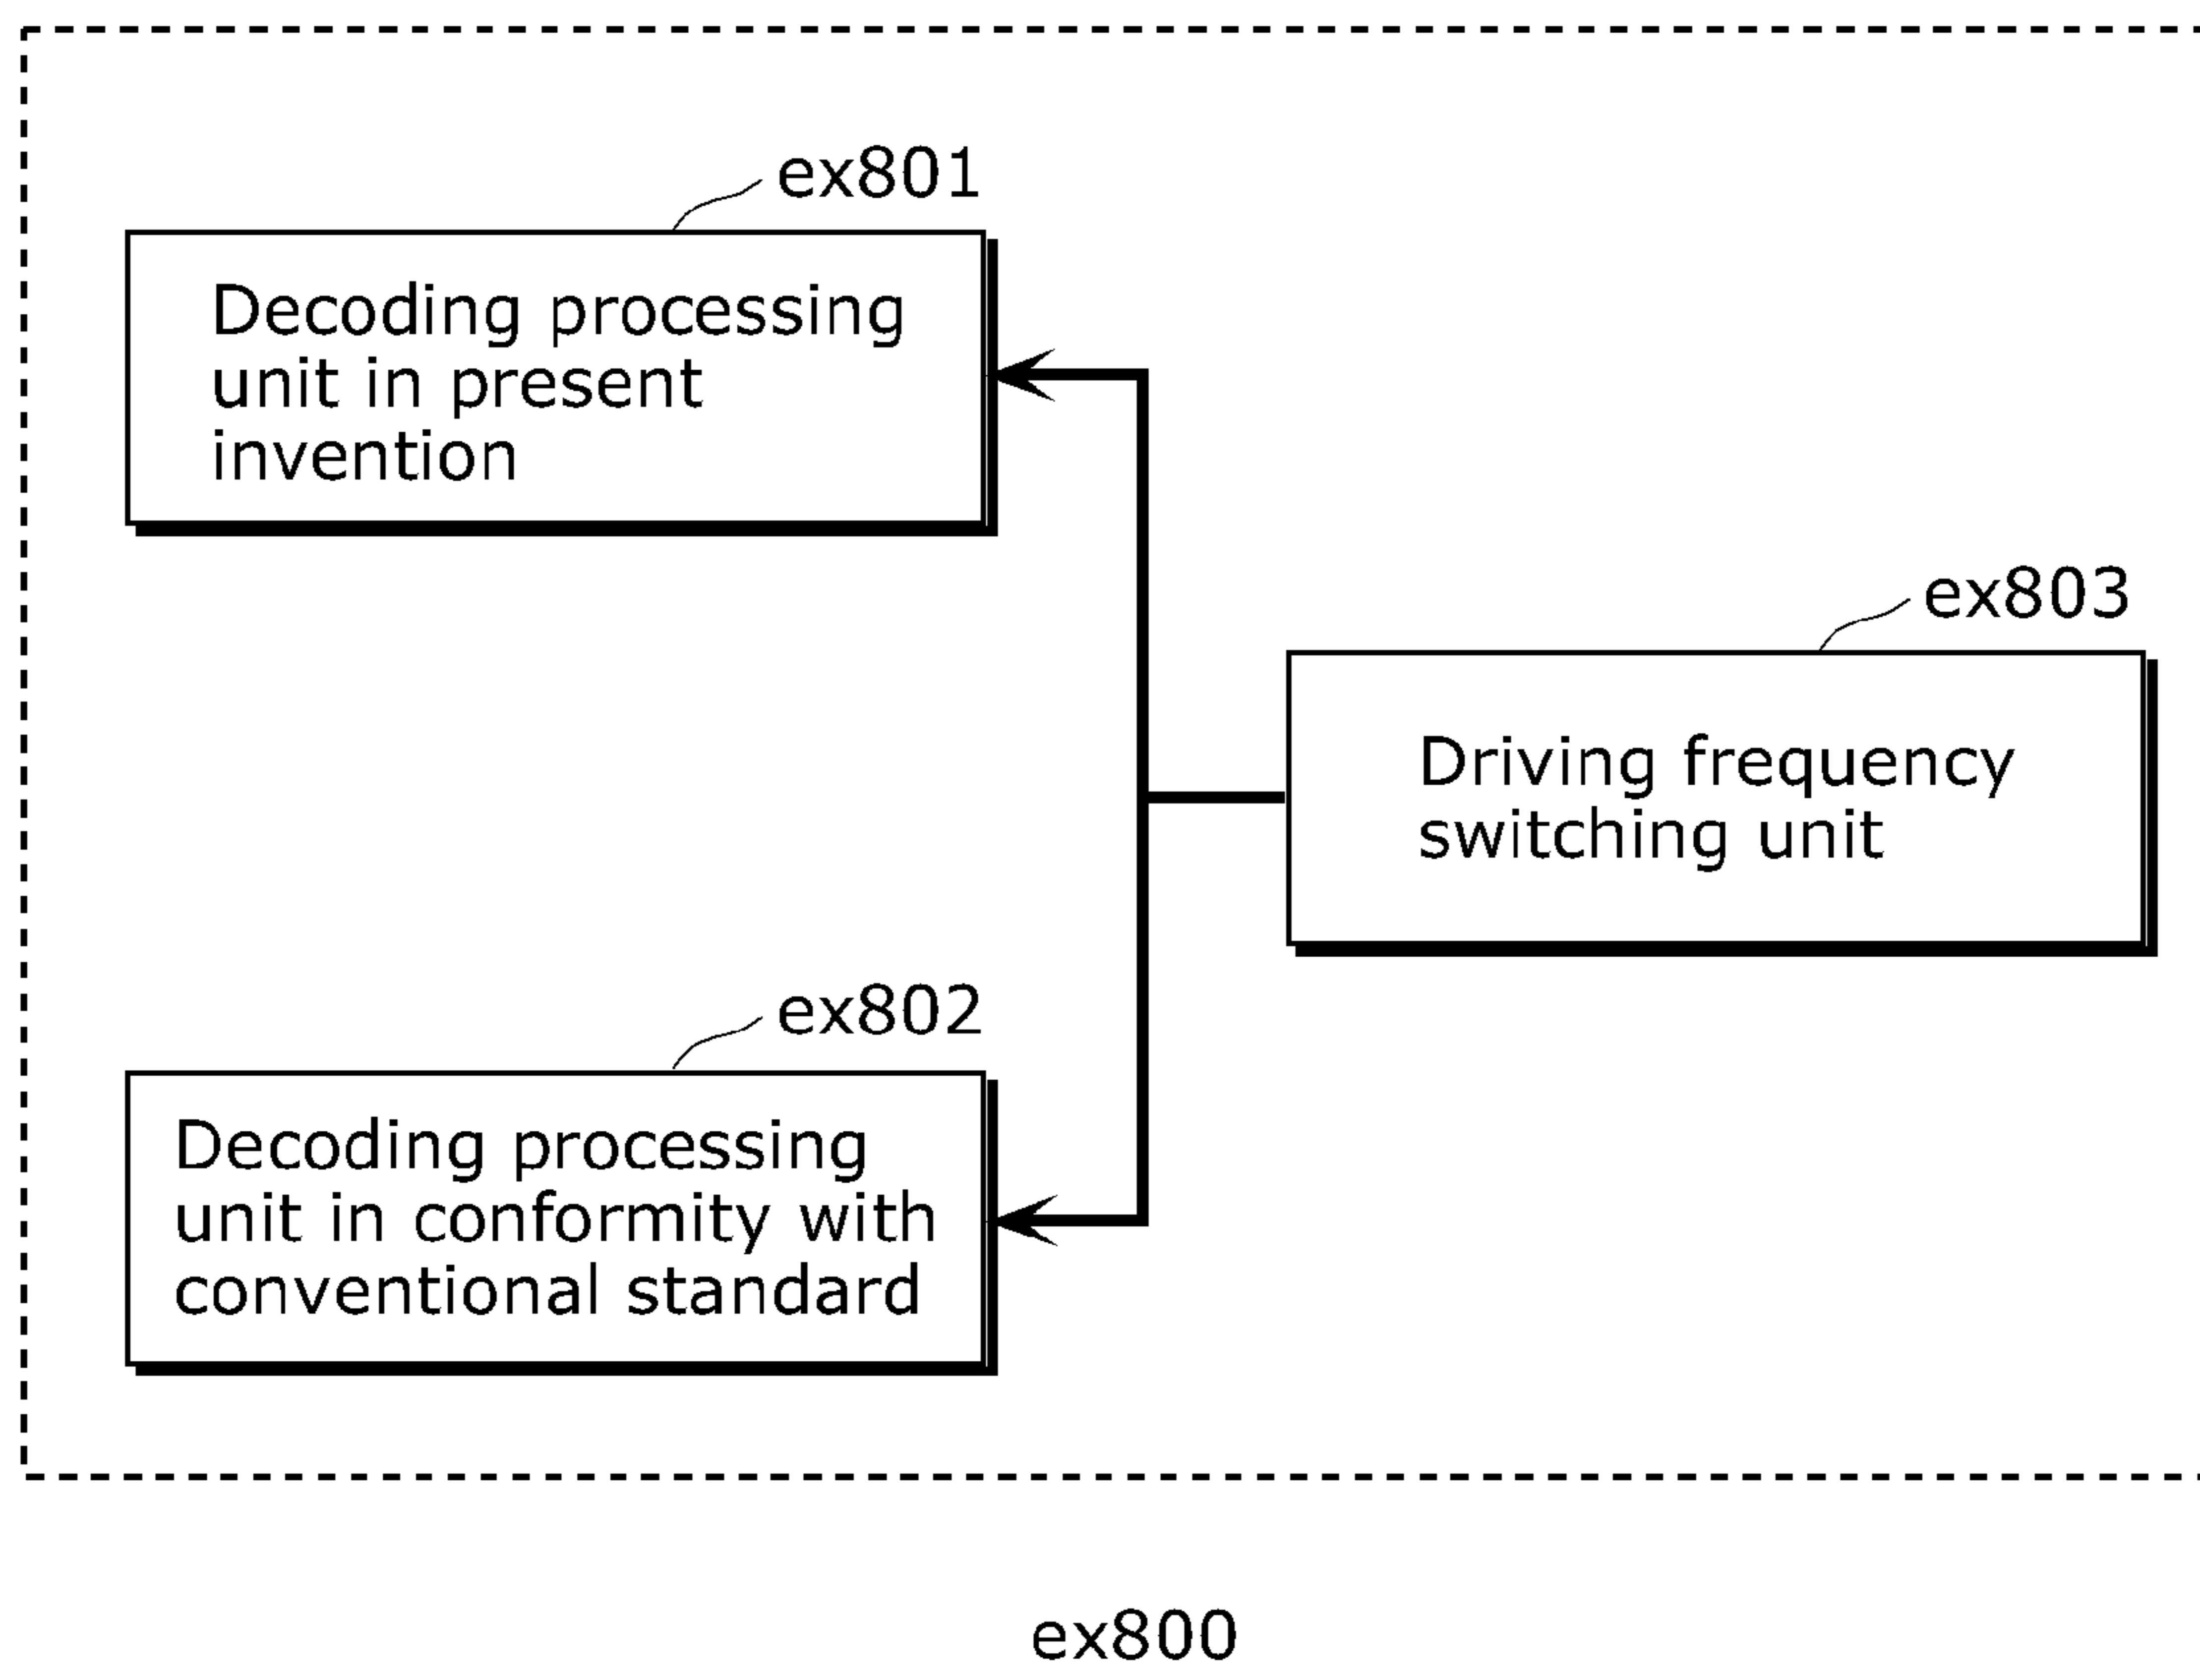 ex801
Decoding processing
unit in present
invention
ex803
Driving frequency
switching unit
ex802
Decoding processing
unit in conformity with
conventional standard
ex800